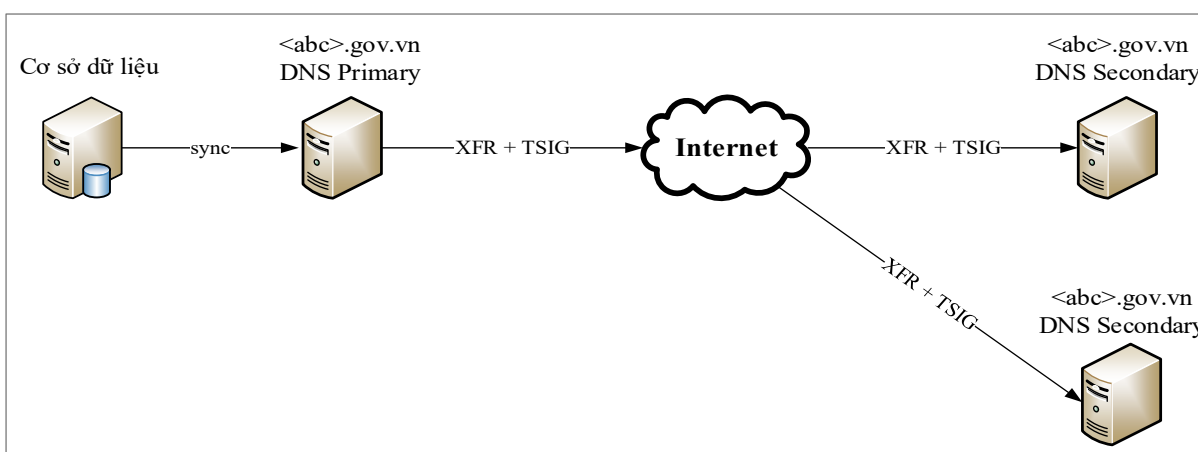 Cơ sở dữ liệu
sync
<abc>.gov.vn
DNS Primary
XFR + TSIG
Internet
XFR + TSIG
<abc>.gov.vn
DNS Secondary
XFR + TSIG
<abc>.gov.vn
DNS Secondary